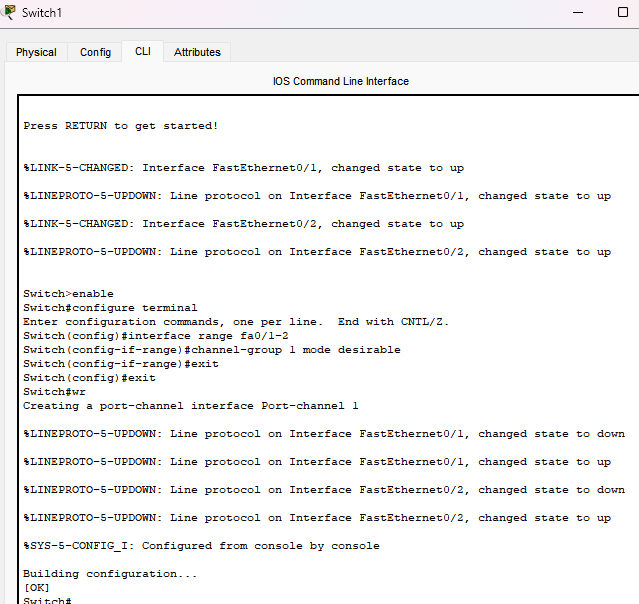 Switch1
Physical Config CLI Attributes
IOS Command Line Interface
Press RETURN to get started!
%LINK-5-CHANGED: Interface FastEthernet0/1, changed state to up
%LINEPROTO-5-UPDOWN: Line protocol on Interface FastEthernet0/1, changed state to up
%LINK-5-CHANGED: Interface FastEthernet0/2, changed state to up
%LINEPROTO-5-UPDOWN: Line protocol on Interface FastEthernet0/2, changed state to up
Switch>enable
Switch#configure terminal
Enter configuration commands, one per line.  End with CNTL/Z.
Switch(config)#interface range fa0/1-2
Switch(config-if-range)#channel-group 1 mode desirable
Switch(config-if-range)#exit
Switch(config)#exit
Switch#wr
Creating a port-channel interface Port-channel 1
%LINEPROTO-5-UPDOWN: Line protocol on Interface FastEthernet0/1, changed state to down
%LINEPROTO-5-UPDOWN: Line protocol on Interface FastEthernet0/1, changed state to up
%LINEPROTO-5-UPDOWN: Line protocol on Interface FastEthernet0/2, changed state to down
%LINEPROTO-5-UPDOWN: Line protocol on Interface FastEthernet0/2, changed state to up
%SYS-5-CONFIG_I: Configured from console by console
Building configuration...
[OK]
Switch#